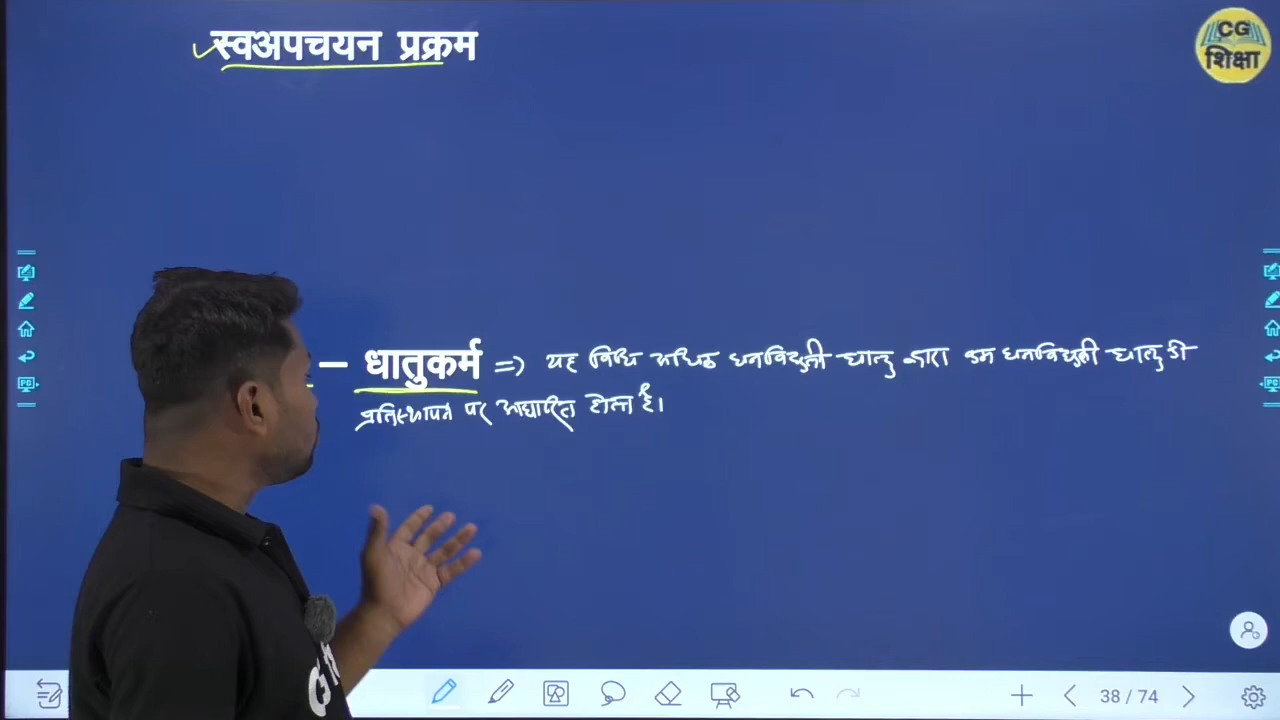 स्वअपचयन प्रक्रम
CG
शिक्षा
– धातुकर्म => यह विधि अधिक धनविद्युती धातु द्वारा कम धनविद्युती धातु की
प्रतिस्थापन पर आधारित होता है।
38 / 74